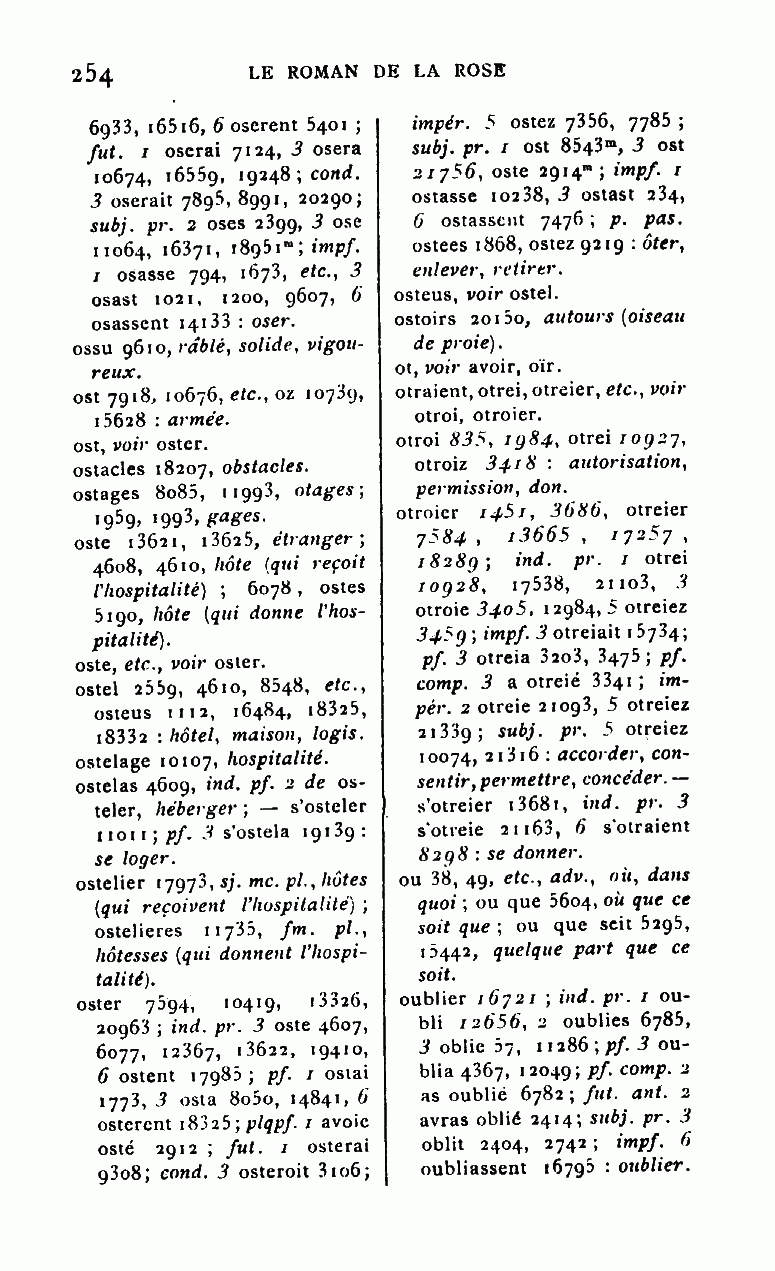 254 LE ROMAN DE LA ROSE
6933, 16516, 6 oserent 5401 ;
fut. 1 oserai 7124, 3 osera
10674, 16559, 19248 ; cond.
3 oserait 7895, 8991, 20290 ;
subj. pr. 2 oses 2399, 3 ose
11064, 16371, 18951ᵐ ; impf.
1 osasse 794, 1673, etc., 3
osast 1021, 1200, 9607, 6
osassent 14133 : oser.
ossu 9610, râblé, solide, vigou-
reux.
ost 7918, 10676, etc., oz 10739,
15628 : armée.
ost, voir oster.
ostacles 18207, obstacles.
ostages 8085, 11993, otages ;
1959, 1993, gages.
oste 13621, 13625, étranger ;
4608, 4610, hôte (qui reçoit
l'hospitalité) ; 6078, ostes
5190, hôte (qui donne l'hos-
pitalité).
oste, etc., voir oster.
ostel 2559, 4610, 8548, etc.,
osteus 1112, 16484, 18325,
18332 : hôtel, maison, logis.
ostelage 10107, hospitalité.
ostelas 4609, ind. pf. 2 de os-
teler, héberger ; — s'osteler
11011 ; pf. 3 s'ostela 19139 :
se loger.
ostelier 17973, sj. mc. pl., hôtes
(qui reçoivent l'hospitalité) ;
ostelieres 11735, fm. pl.,
hôtesses (qui donnent l'hospi-
talité).
oster 7594, 10419, 13326,
20963 ; ind. pr. 3 oste 4607,
6077, 12367, 13622, 19410,
6 ostent 17985 ; pf. 1 ostai
1773, 3 osta 8050, 14841, 6
osterent 18325 ; plqpf. 1 avoie
osté 2912 ; fut. 1 osterai
9308 ; cond. 3 osteroit 3106 ;
impér. 5 ostez 7356, 7785 ;
subj. pr. 1 ost 8543ᵐ, 3 ost
21756, oste 2914ᵐ ; impf. 1
ostasse 10238, 3 ostast 234,
6 ostassent 7476 ; p. pas.
ostees 1868, ostez 9219 : ôter,
enlever, retirer.
osteus, voir ostel.
ostoirs 20150, autours (oiseau
de proie).
ot, voir avoir, oïr.
otraient, otrei, otreier, etc., voir
otroi, otroier.
otroi 835, 1984, otrei 10927,
otroiz 3418 : autorisation,
permission, don.
otroier 1451, 3686, otreier
7584 , 13665 , 17257 ,
18289 ; ind. pr. 1 otrei
10928, 17538, 21103, 3
otroie 3405, 12984, 5 otreiez
3459 ; impf. 3 otreiait 15734 ;
pf. 3 otreia 3203, 3475 ; pf.
comp. 3 a otreié 3341 ; im-
pér. 2 otreie 21093, 5 otreiez
21339 ; subj. pr. 5 otreiez
10074, 21316 : accorder, con-
sentir, permettre, concéder. —
s'otreier 13681, ind. pr. 3
s'otreie 21163, 6 s'otraient
8298 : se donner.
ou 38, 49, etc., adv., où, dans
quoi ; ou que 5604, où que ce
soit que ; ou que seit 5295,
15442, quelque part que ce
soit.
oublier 16721 ; ind. pr. 1 ou-
bli 12656, 2 oublies 6785,
3 oblie 57, 11286 ; pf. 3 ou-
blia 4367, 12049 ; pf. comp. 2
as oublié 6782 ; fut. ant. 2
avras oblié 2414 ; subj. pr. 3
oblit 2404, 2742 ; impf. 6
oubliassent 16795 : oublier.